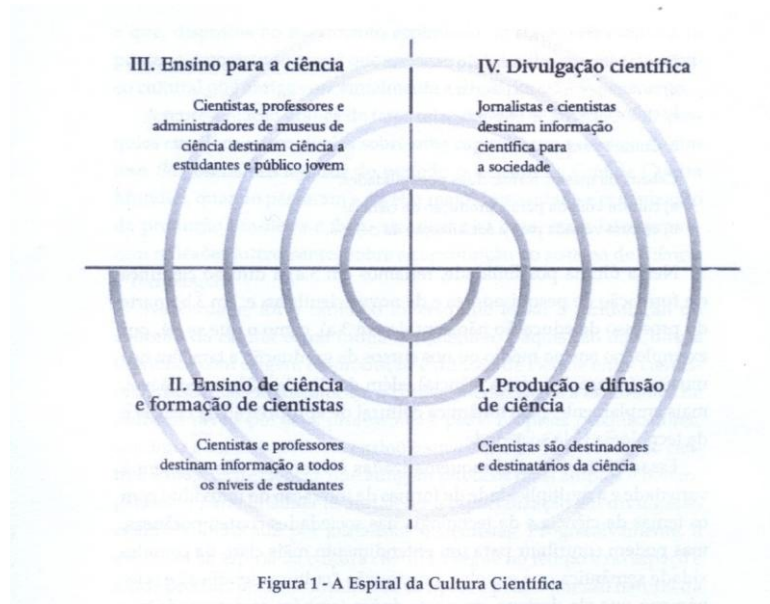 III. Ensino para a ciência
Cientistas, professores e
administradores de museus de
ciência destinam ciência a
estudantes e público jovem
IV. Divulgação científica
Jornalistas e cientistas
destinam informação
científica para
a sociedade
II. Ensino de ciência
e formação de cientistas
Cientistas e professores
destinam informação a todos
os níveis de estudantes
I. Produção e difusão
de ciência
Cientistas são destinadores
e destinatários da ciência
Figura 1 - A Espiral da Cultura Científica